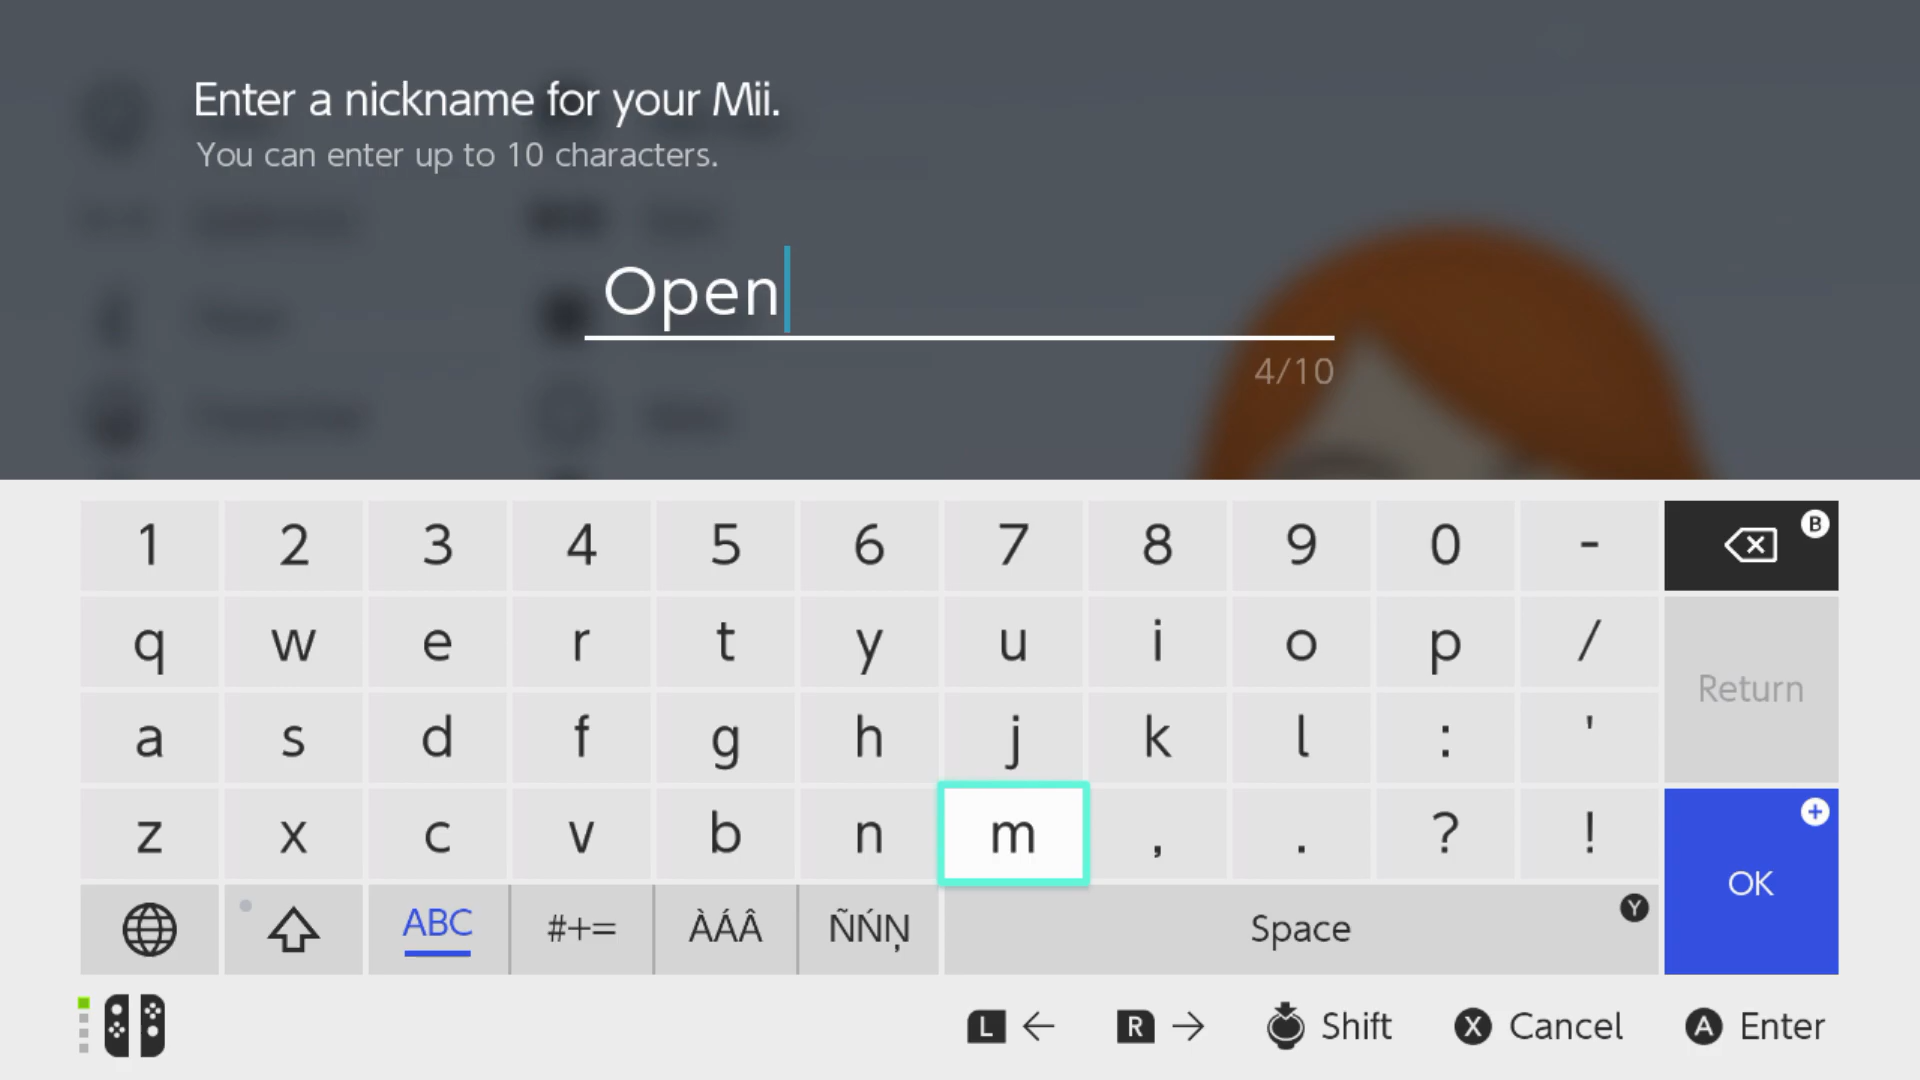 Enter a nickname for your Mii.
You can enter up to 10 characters.
Open
4/10
1 2 3 4 5 6 7 8 9 0 - B
q w e r t y u i o p / Return
a s d f g h j k l : '
z x c v b n m , . ? ! + OK
ABC #+= ÀÁÂ ÑŃŅ Space Y
L ← R → Shift X Cancel A Enter